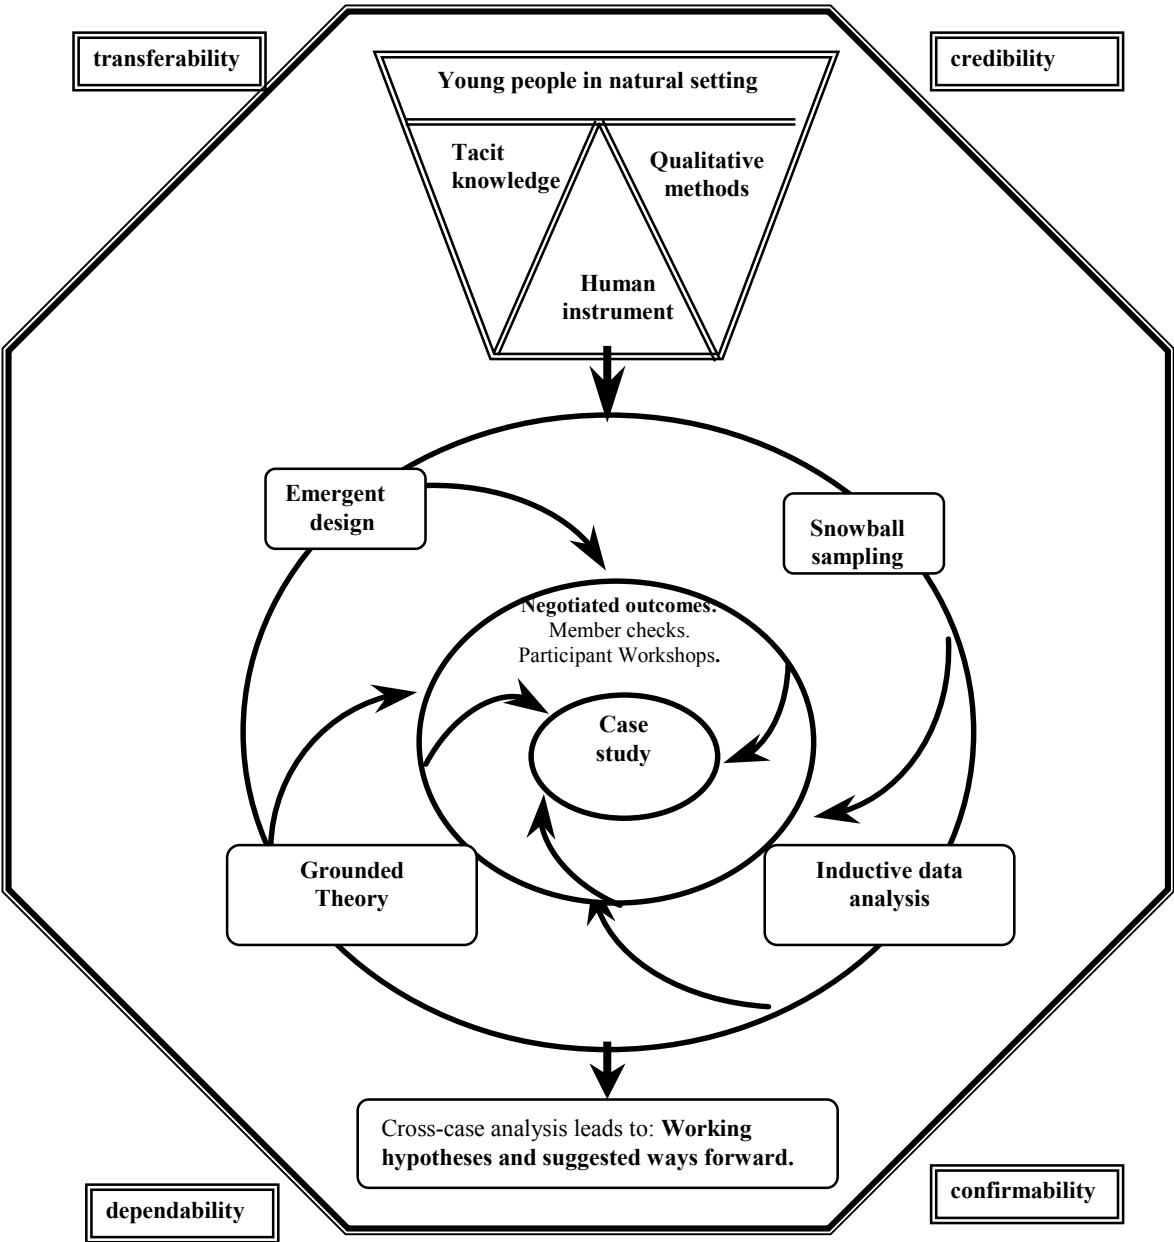 transferability
credibility
Young people in natural setting
Tacit
knowledge
Qualitative
methods
Human
instrument
Emergent
design
Snowball
sampling
Negotiated outcomes:
Member checks.
Participant Workshops.
Case
study
Grounded
Theory
Inductive data
analysis
Cross-case analysis leads to: Working
hypotheses and suggested ways forward.
dependability
confirmability